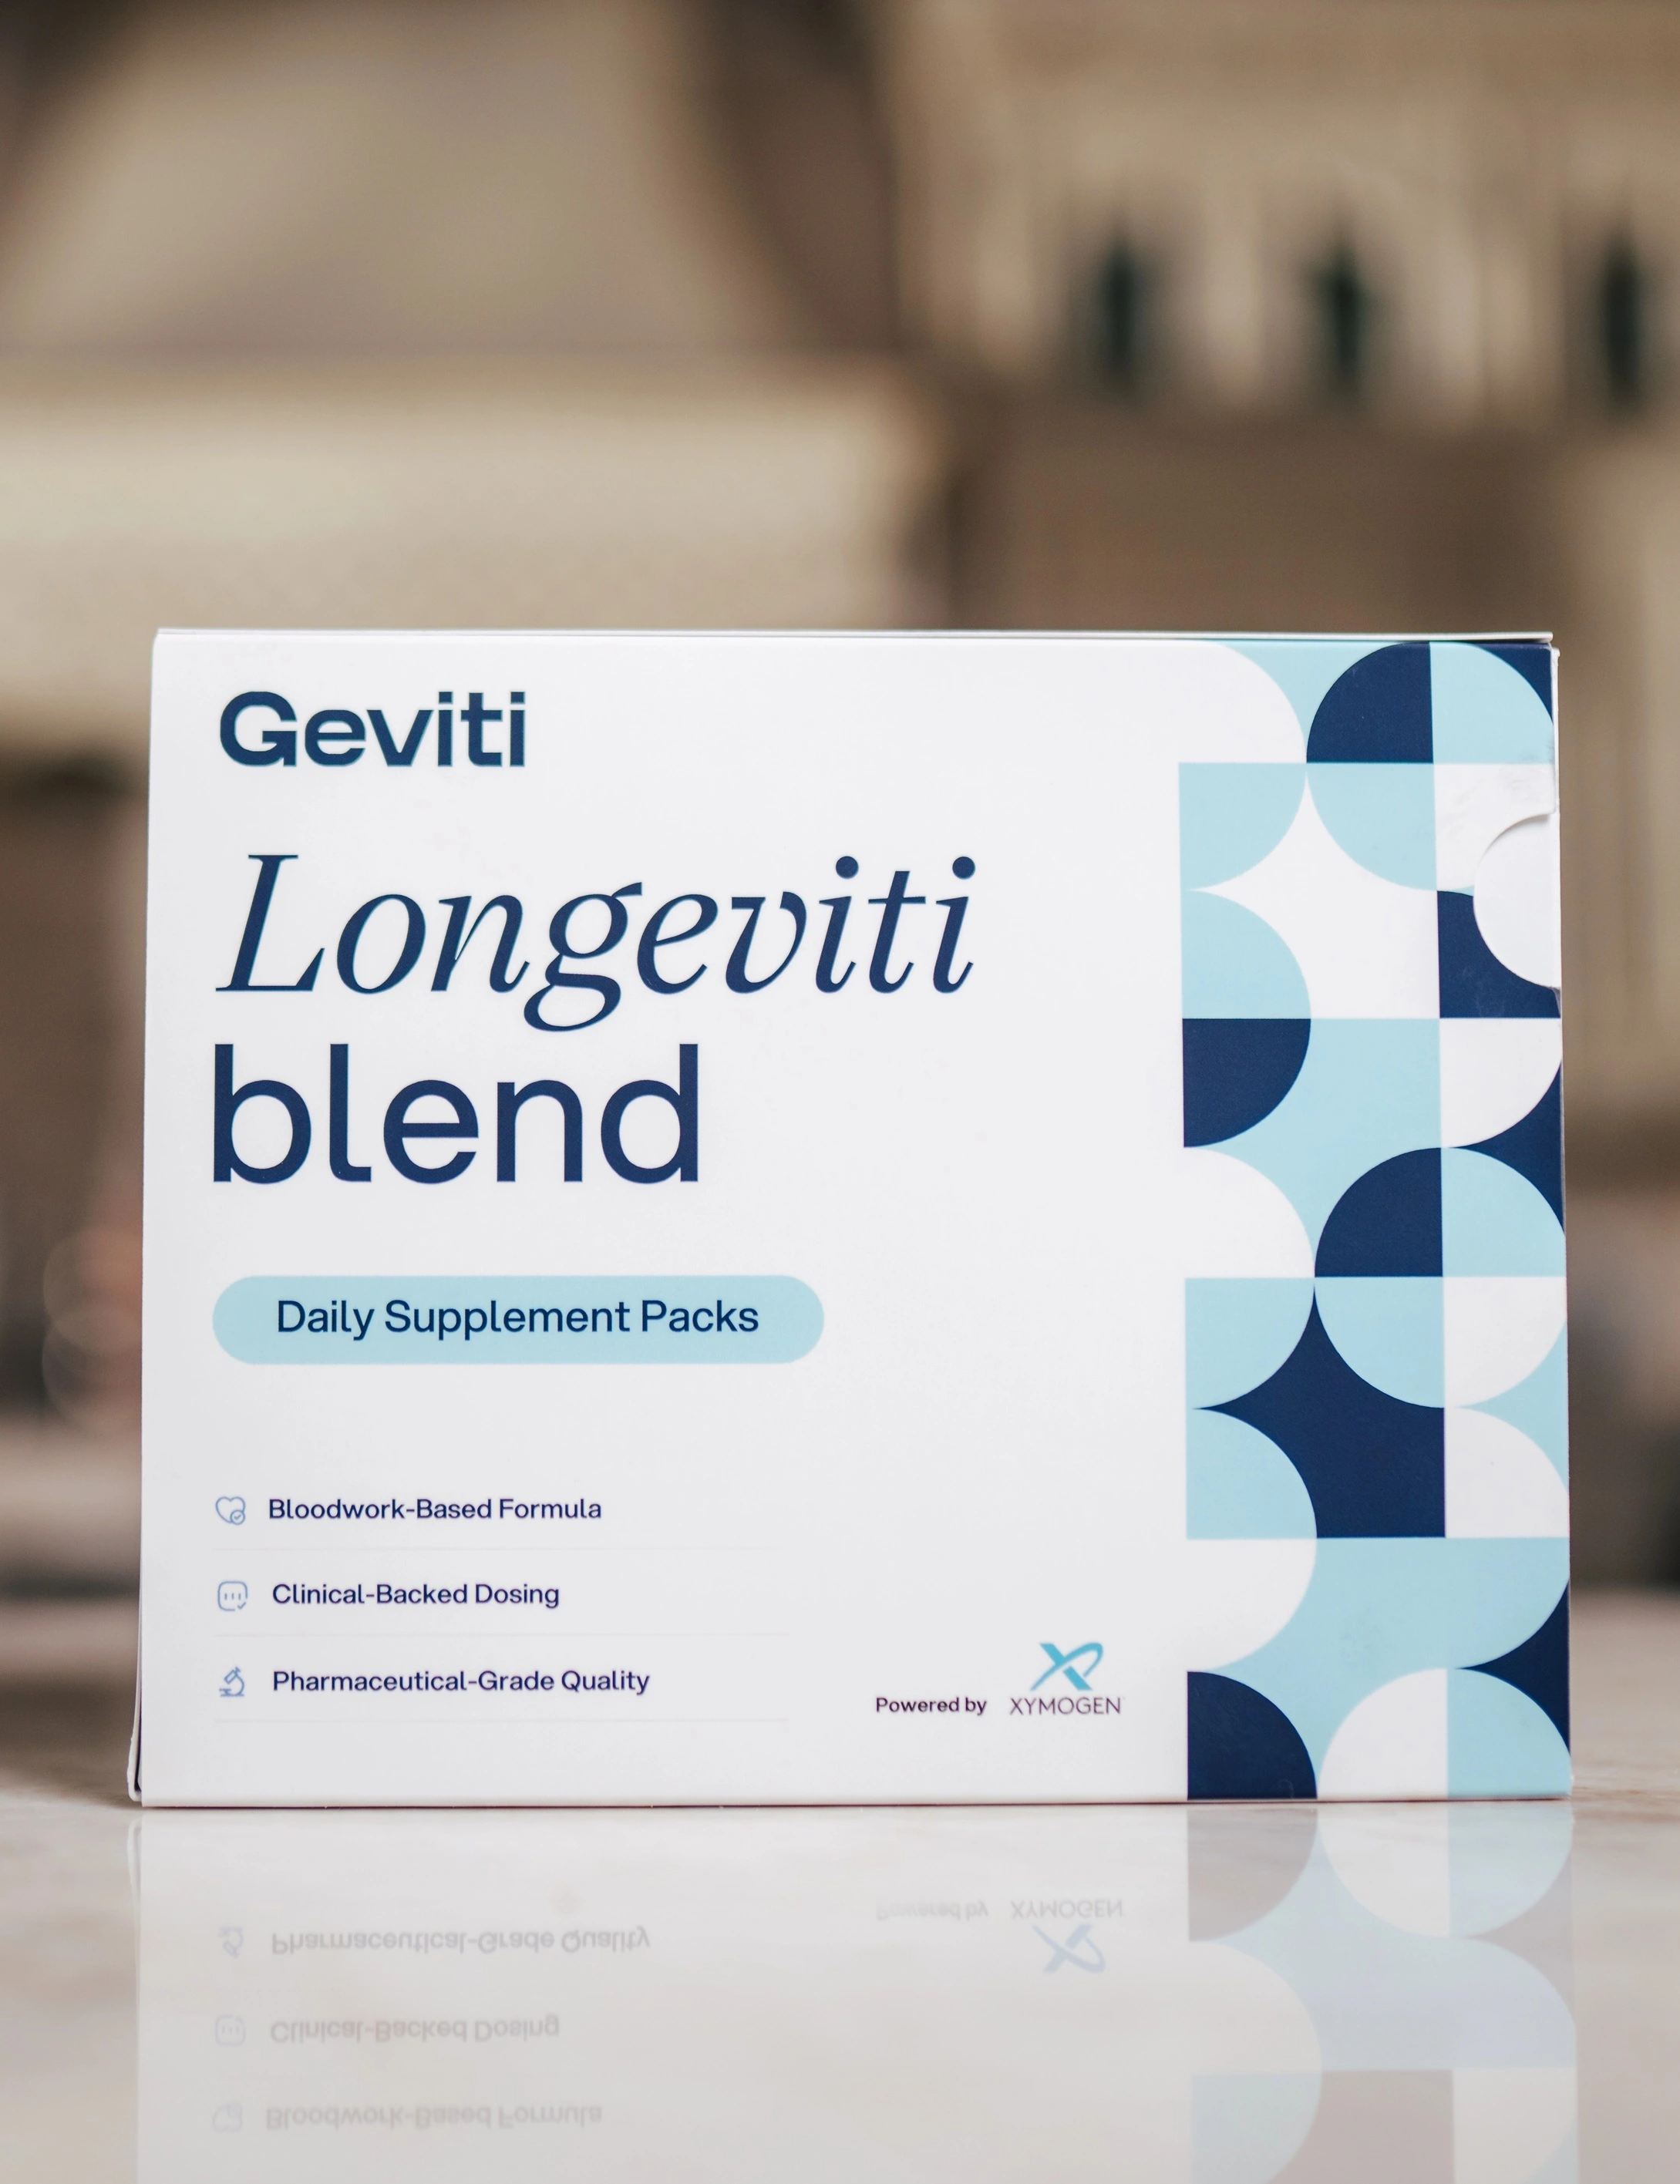 Geviti
Longeviti
blend
Daily Supplement Packs
Bloodwork-Based Formula
Clinical-Backed Dosing
Pharmaceutical-Grade Quality
Powered by XYMOGEN